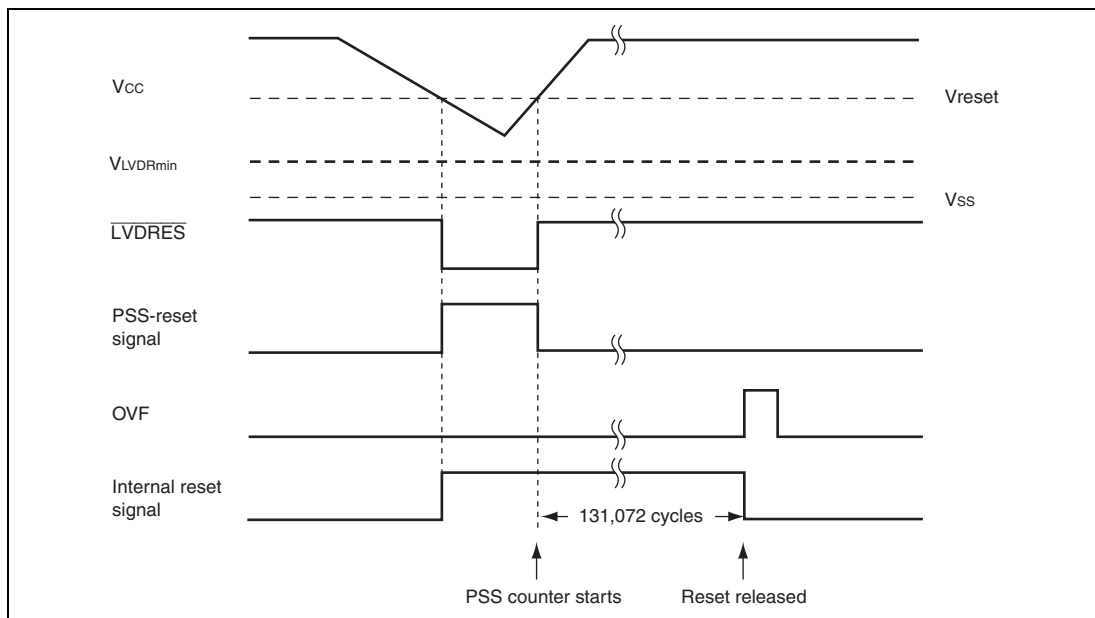 VCC
Vreset
VLVDRmin
VSS
LVDRES
PSS-reset
signal
OVF
Internal reset
signal
131,072 cycles
PSS counter starts
Reset released